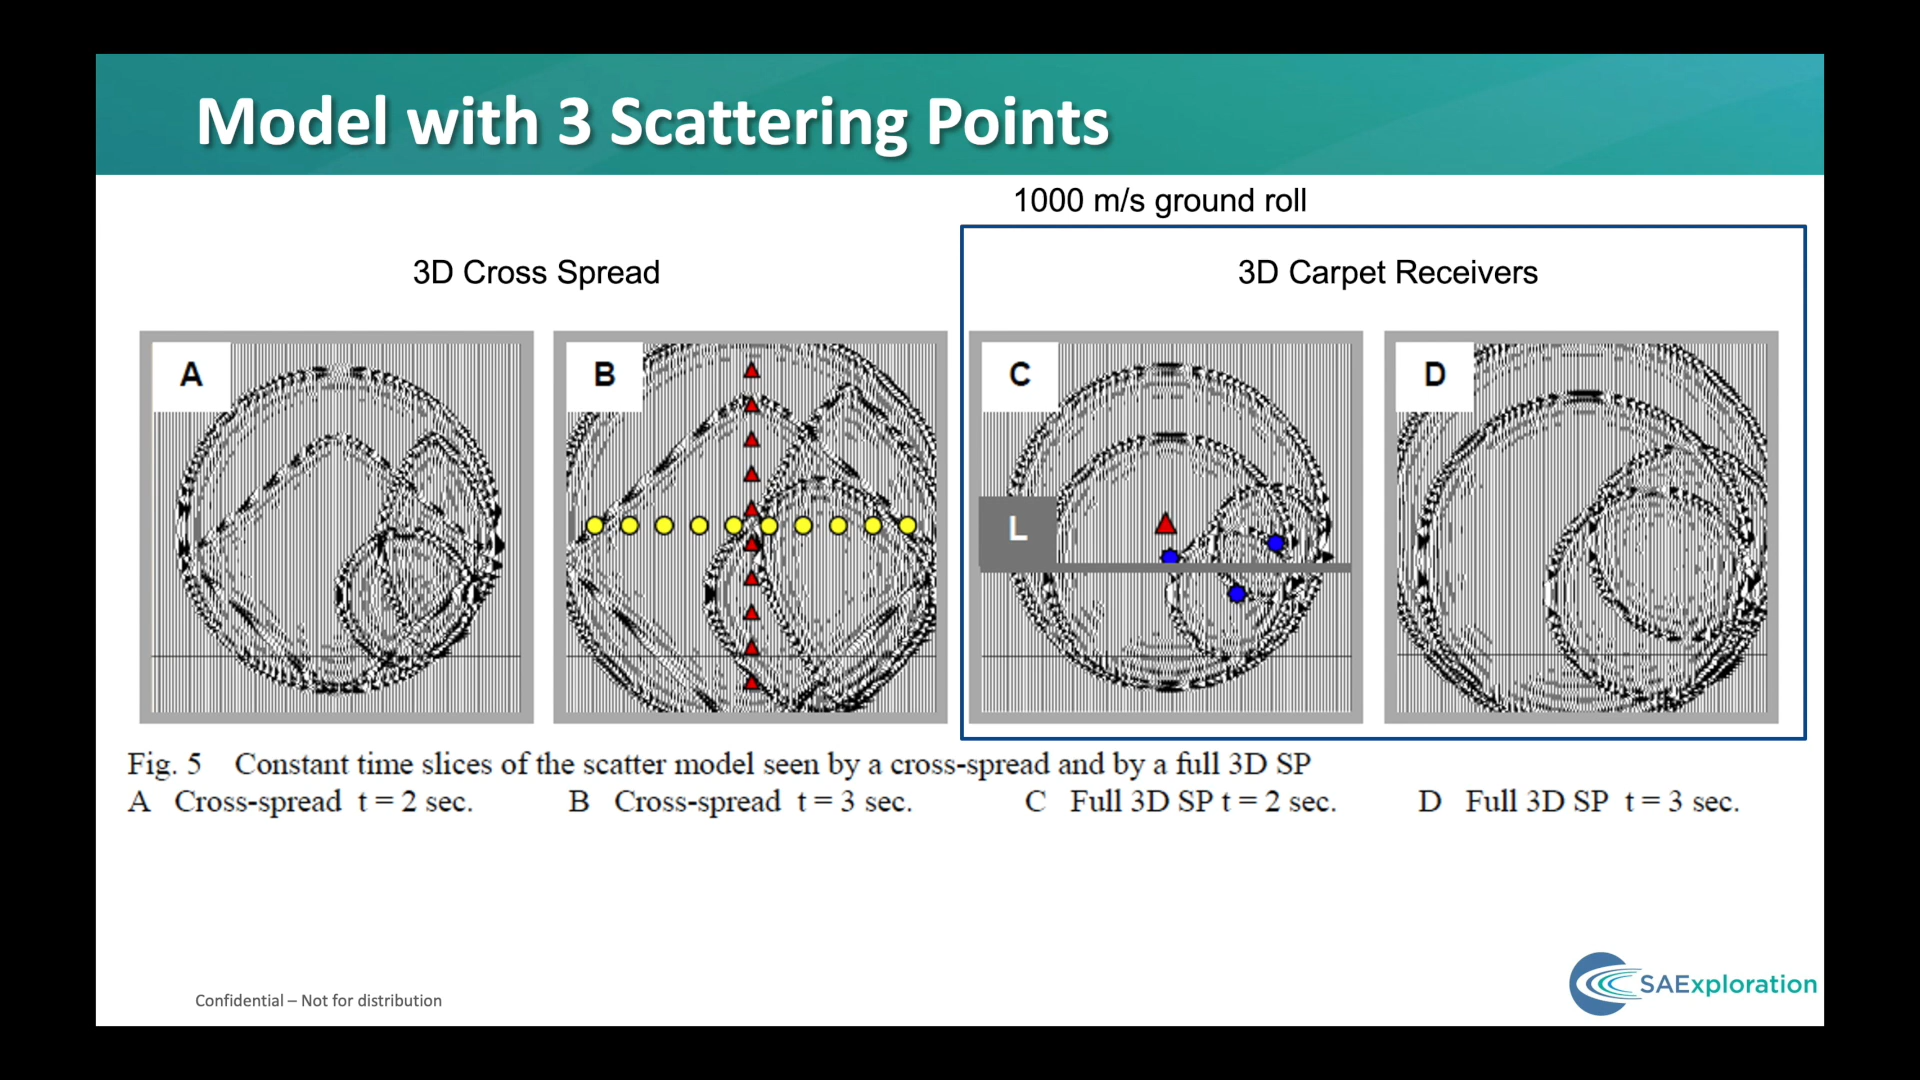 Model with 3 Scattering Points
1000 m/s ground roll
3D Cross Spread
3D Carpet Receivers
A
B
C
D
L
Fig. 5 Constant time slices of the scatter model seen by a cross-spread and by a full 3D SP
A Cross-spread t = 2 sec. B Cross-spread t = 3 sec. C Full 3D SP t = 2 sec. D Full 3D SP t = 3 sec.
Confidential – Not for distribution
SAExploration